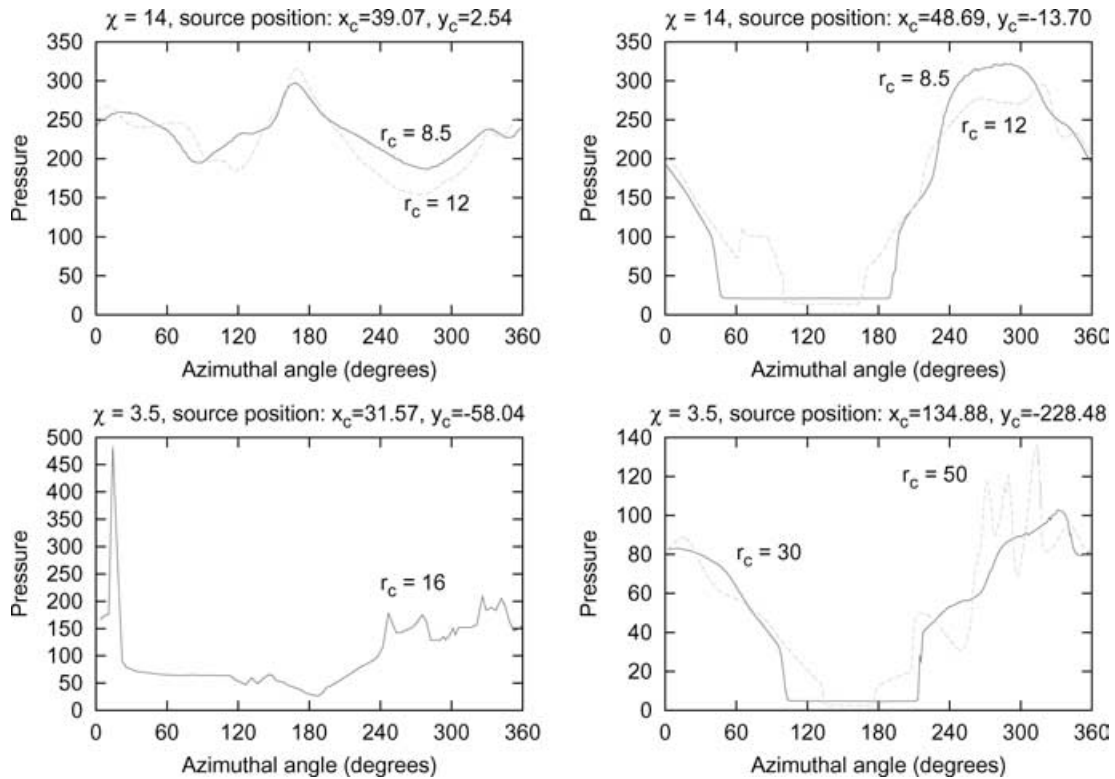 χ = 14, source position: x_c=39.07, y_c=2.54
350
300
250
200
150
100
50
0
Pressure
r_c = 8.5
r_c = 12
0 60 120 180 240 300 360
Azimuthal angle (degrees)
χ = 14, source position: x_c=48.69, y_c=-13.70
350
300
250
200
150
100
50
0
Pressure
r_c = 8.5
r_c = 12
0 60 120 180 240 300 360
Azimuthal angle (degrees)
χ = 3.5, source position: x_c=31.57, y_c=-58.04
500
450
400
350
300
250
200
150
100
50
0
Pressure
r_c = 16
0 60 120 180 240 300 360
Azimuthal angle (degrees)
χ = 3.5, source position: x_c=134.88, y_c=-228.48
140
120
100
80
60
40
20
0
Pressure
r_c = 50
r_c = 30
0 60 120 180 240 300 360
Azimuthal angle (degrees)